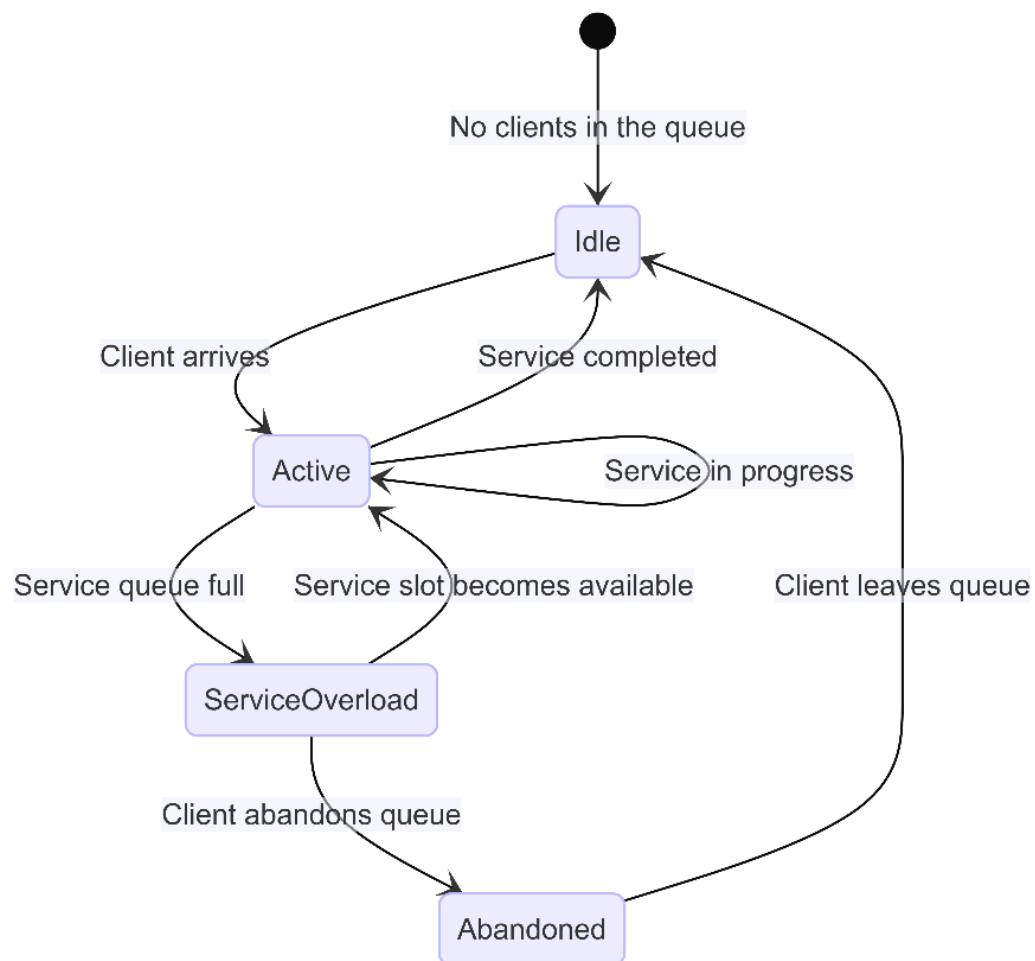 No clients in the queue
Idle
Client arrives
Service completed
Active
Service in progress
Service queue full
Service slot becomes available
Client leaves queue
ServiceOverload
Client abandons queue
Abandoned